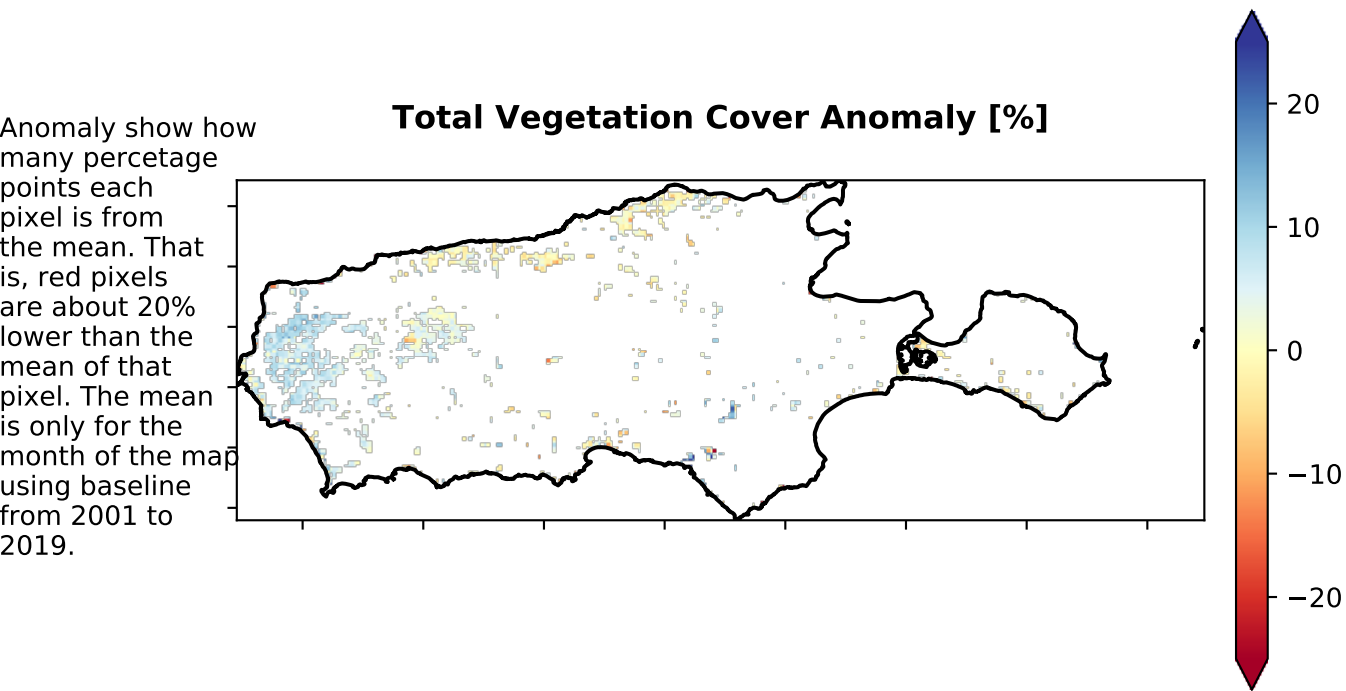 Total Vegetation Cover Anomaly [%]
Anomaly show how
many percetage
points each
pixel is from
the mean. That
is, red pixels
are about 20%
lower than the
mean of that
pixel. The mean
is only for the
month of the map
using baseline
from 2001 to
2019.
20
10
0
−10
−20